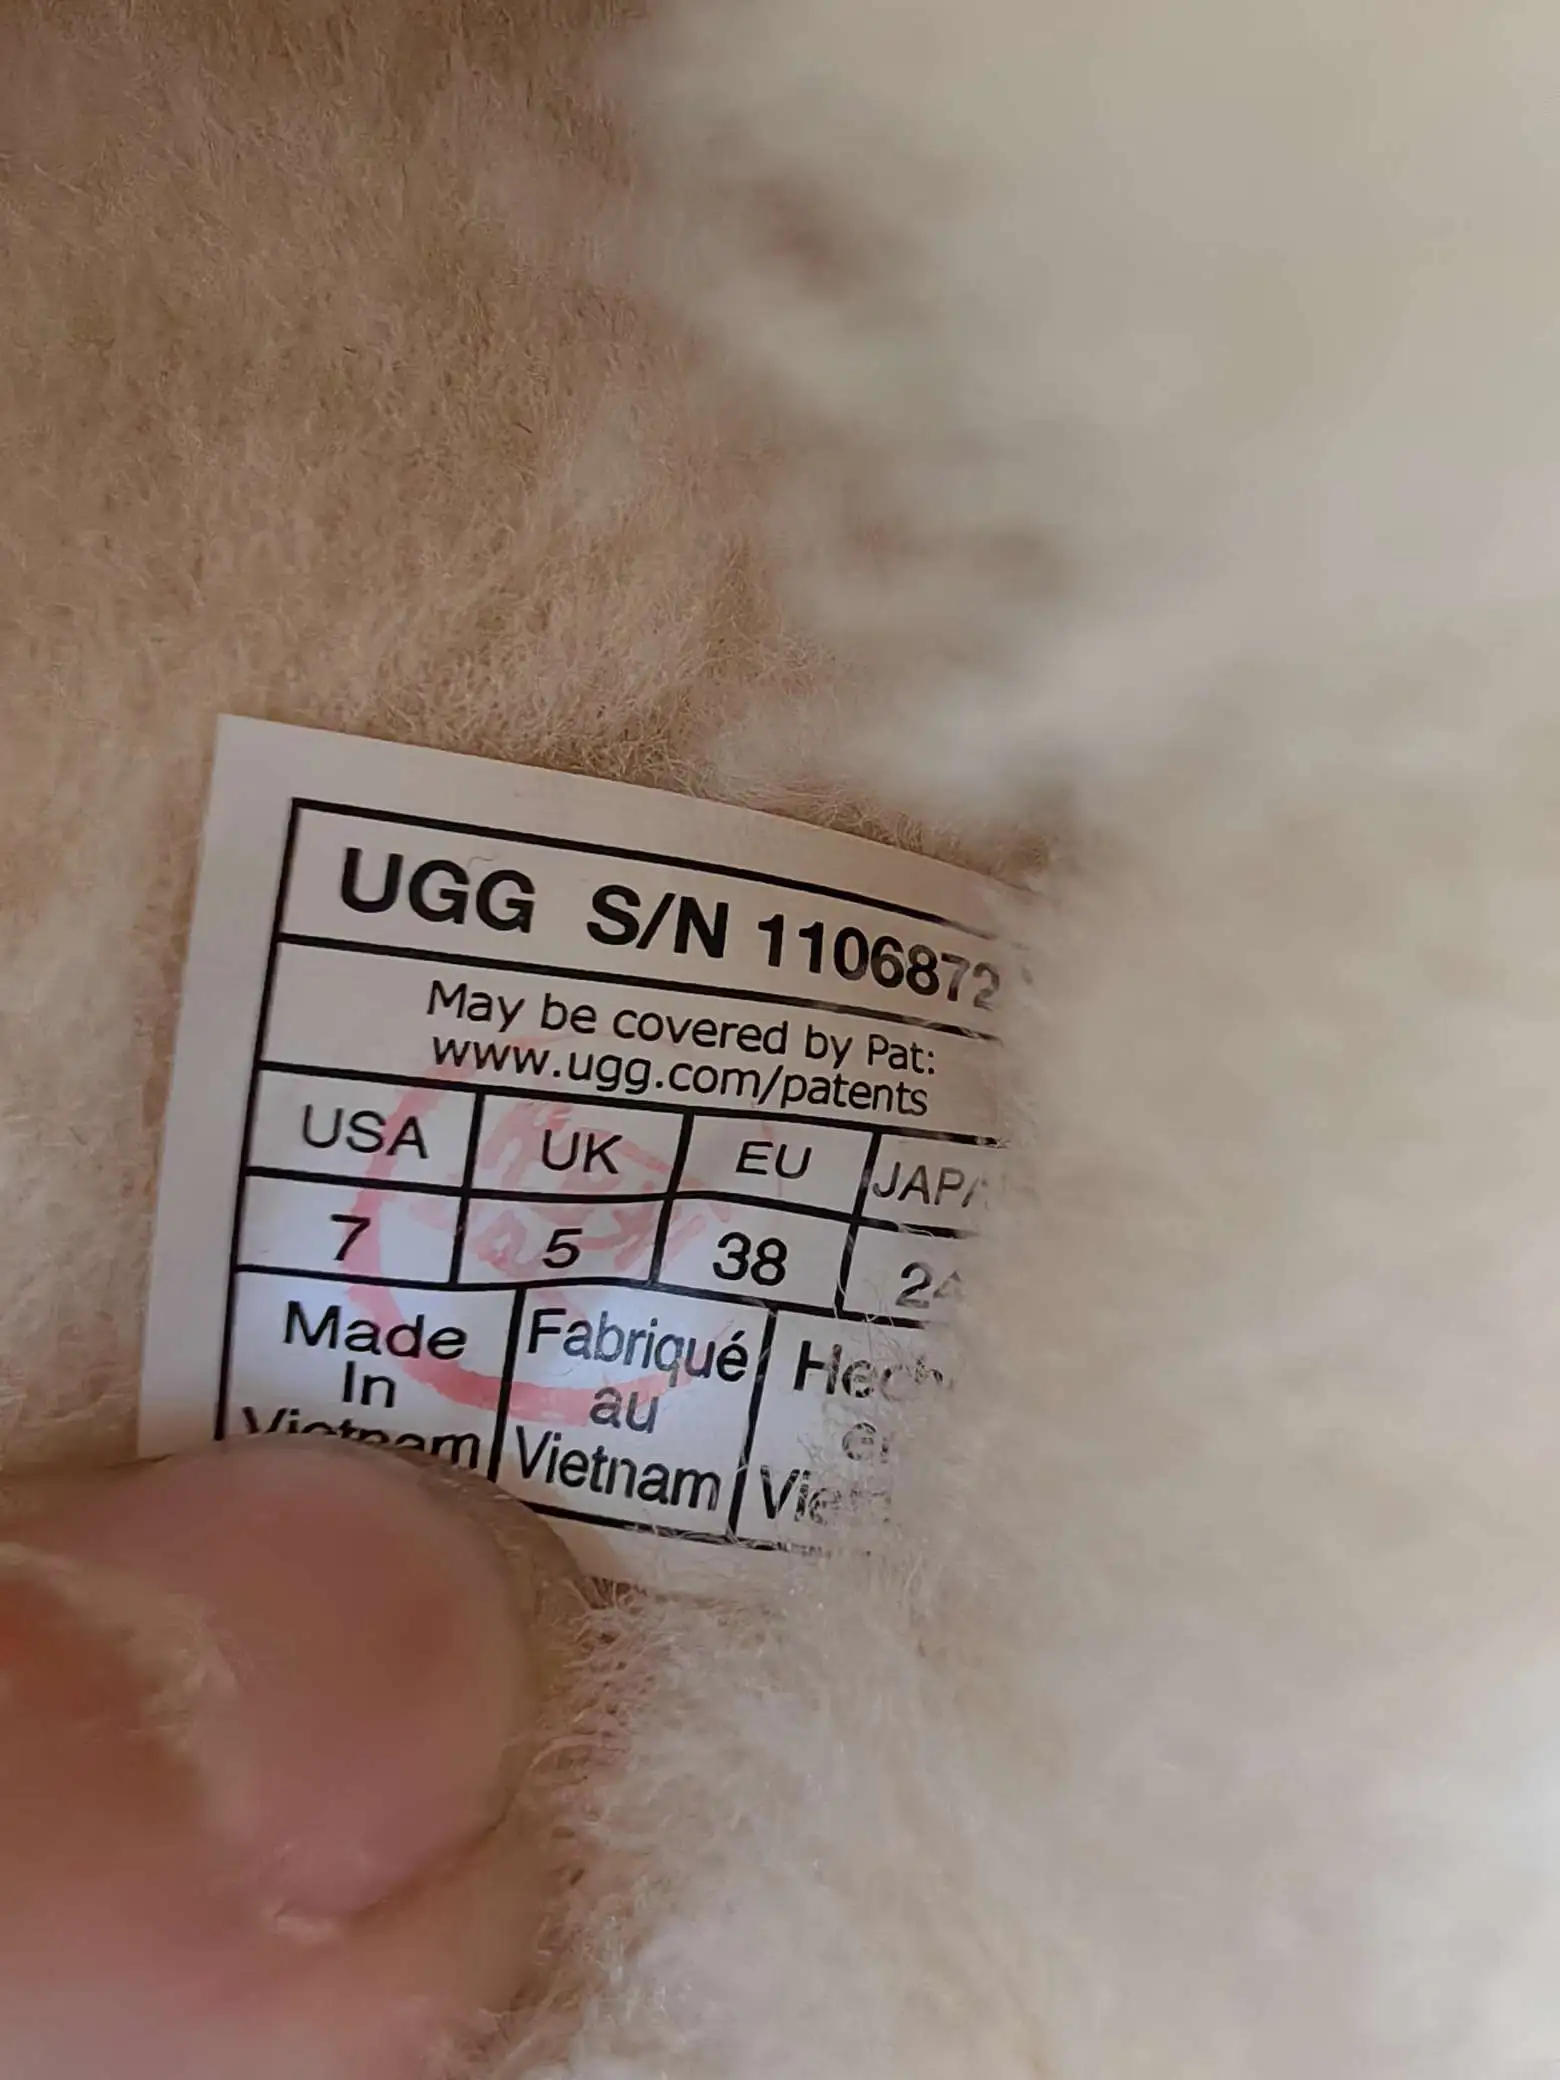 UGG S/N 1106872
May be covered by Pat:
www.ugg.com/patents
USA UK EU
7 5 38
Made
In
Vietnam
Fabriqué
au
Vietnam